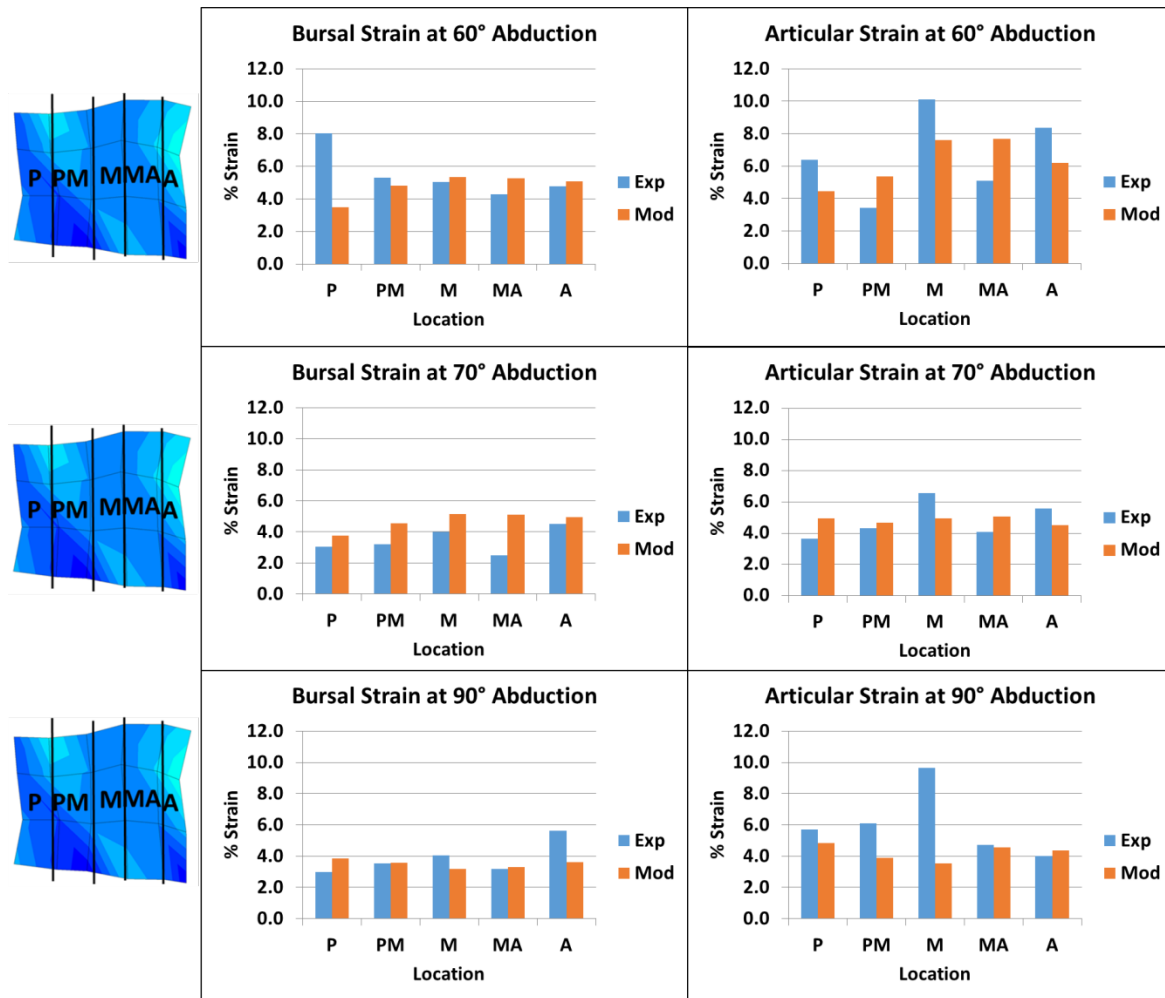 Bursal Strain at 60° Abduction
12.0
10.0
8.0
6.0
4.0
2.0
0.0
% Strain
P PM M MA A
Location
Exp
Mod
Articular Strain at 60° Abduction
12.0
10.0
8.0
6.0
4.0
2.0
0.0
% Strain
P PM M MA A
Location
Exp
Mod
P PM M MA A
Bursal Strain at 70° Abduction
12.0
10.0
8.0
6.0
4.0
2.0
0.0
% Strain
P PM M MA A
Location
Exp
Mod
Articular Strain at 70° Abduction
12.0
10.0
8.0
6.0
4.0
2.0
0.0
% Strain
P PM M MA A
Location
Exp
Mod
P PM M MA A
Bursal Strain at 90° Abduction
12.0
10.0
8.0
6.0
4.0
2.0
0.0
% Strain
P PM M MA A
Location
Exp
Mod
Articular Strain at 90° Abduction
12.0
10.0
8.0
6.0
4.0
2.0
0.0
% Strain
P PM M MA A
Location
Exp
Mod
P PM M MA A